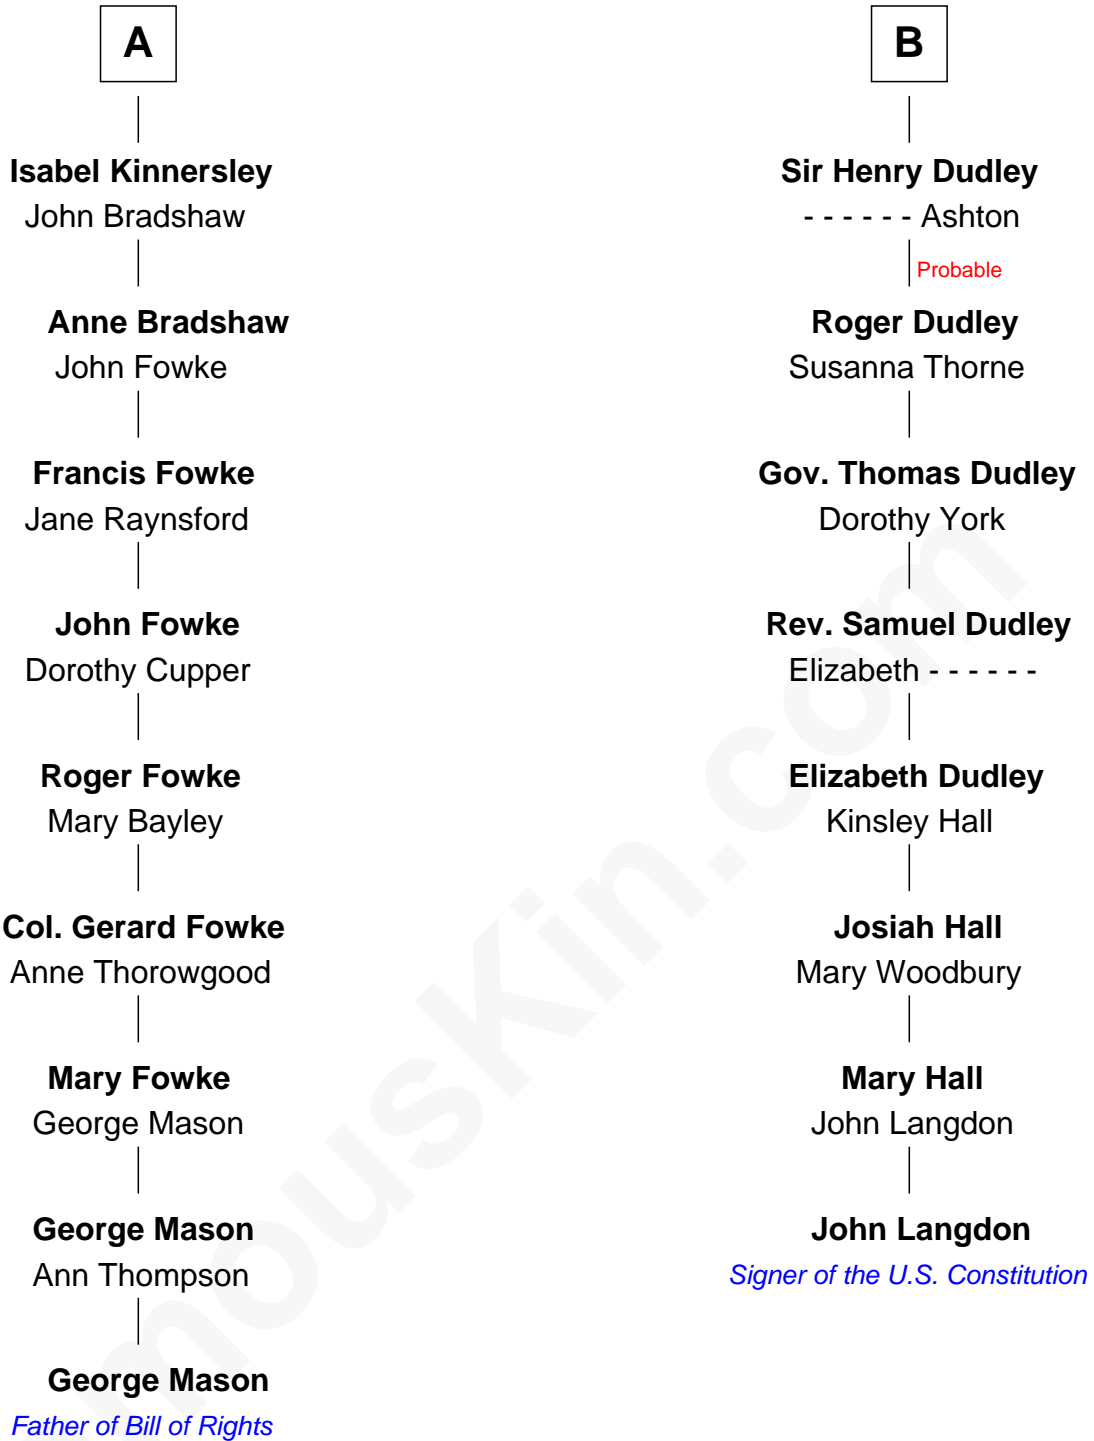 A
Isabel Kinnersley
John Bradshaw
Anne Bradshaw
John Fowke
Francis Fowke
Jane Raynsford
John Fowke
Dorothy Cupper
Roger Fowke
Mary Bayley
Col. Gerard Fowke
Anne Thorowgood
Mary Fowke
George Mason
George Mason
Ann Thompson
George Mason
Father of Bill of Rights
B
Sir Henry Dudley
- - - - - - Ashton
Probable
Roger Dudley
Susanna Thorne
Gov. Thomas Dudley
Dorothy York
Rev. Samuel Dudley
Elizabeth - - - - - -
Elizabeth Dudley
Kinsley Hall
Josiah Hall
Mary Woodbury
Mary Hall
John Langdon
John Langdon
Signer of the U.S. Constitution
mousKin.com